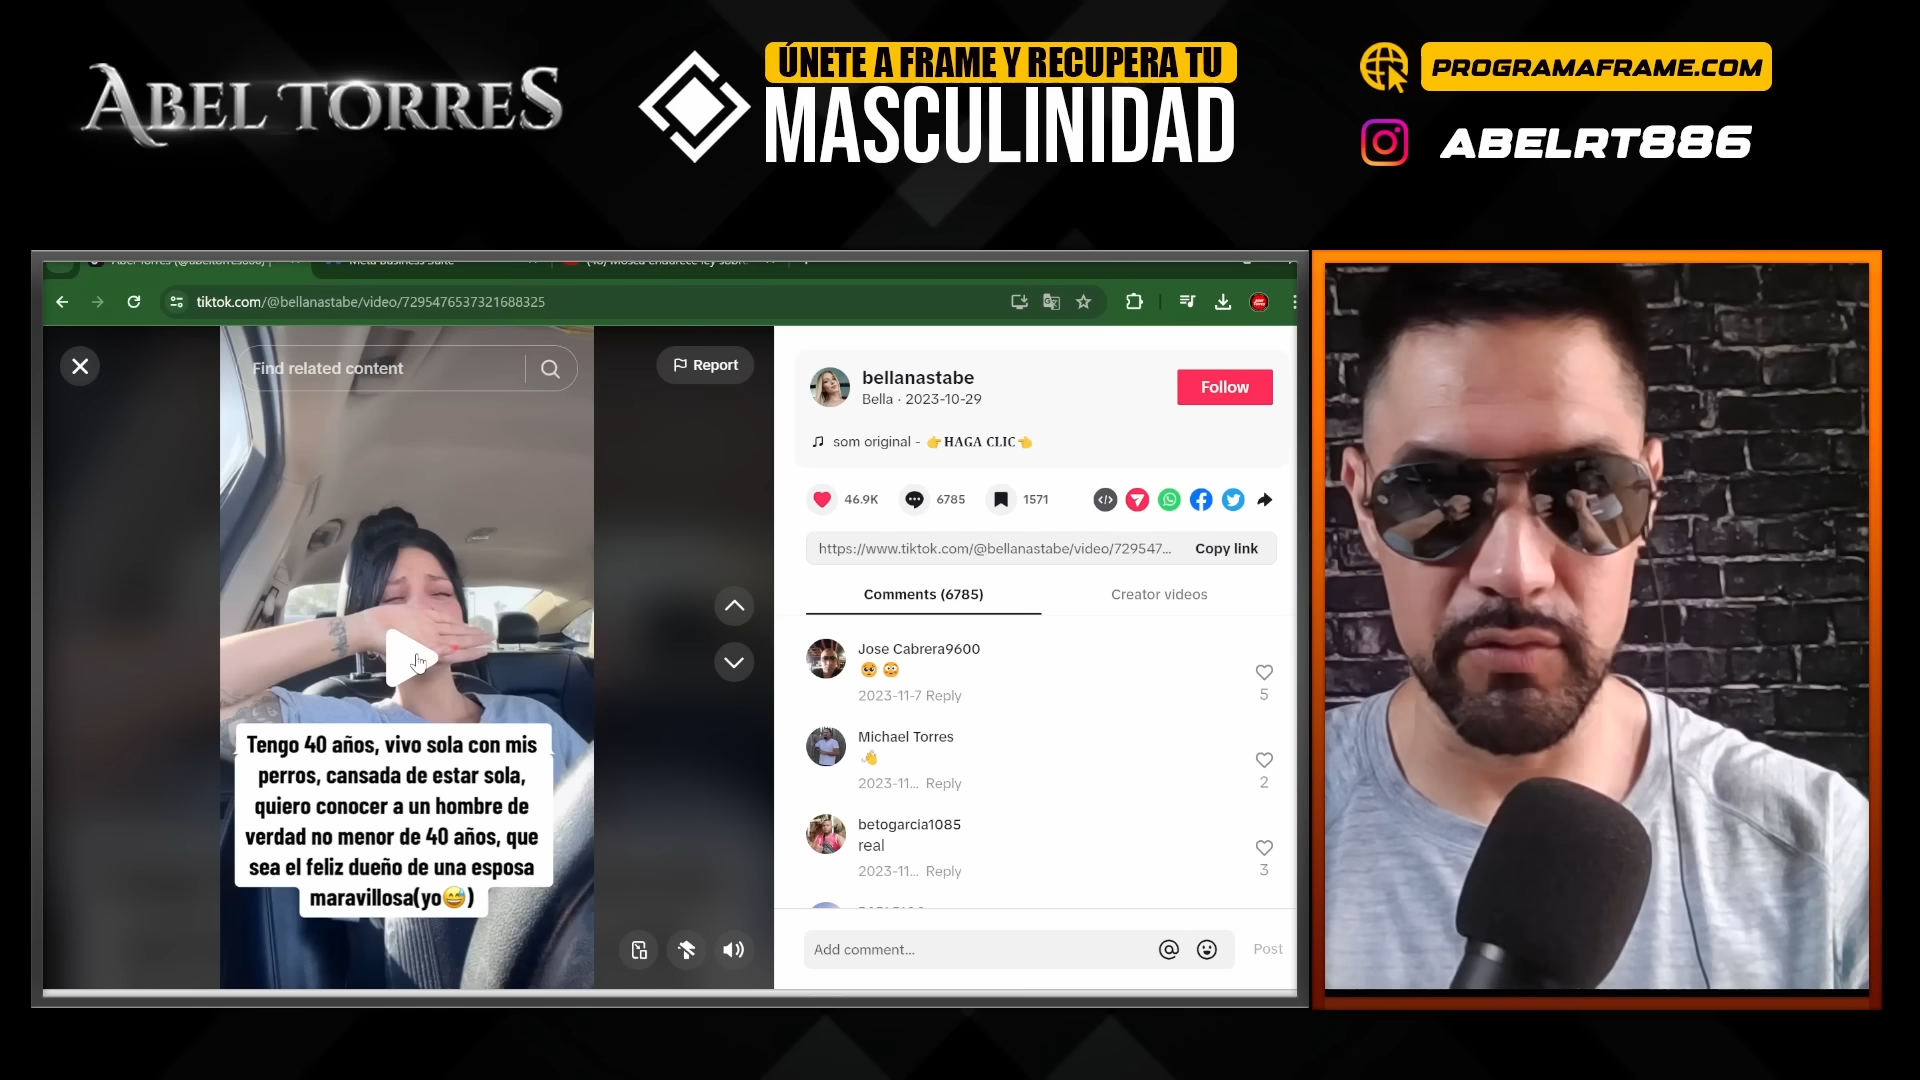 ABEL TORRES
ÚNETE A FRAME Y RECUPERA TU
MASCULINIDAD
PROGRAMAFRAME.COM
ABELRT886
tiktok.com/@bellanastabe/video/7295476537321688325
Find related content
Report
Tengo 40 años, vivo sola con mis
perros, cansada de estar sola,
quiero conocer a un hombre de
verdad no menor de 40 años, que
sea el feliz dueño de una esposa
maravillosa(yo😅)
bellanastabe
Bella · 2023-10-29
Follow
som original - 👉HAGA CLIC👈
46.9K
6785
1571
https://www.tiktok.com/@bellanastabe/video/729547...
Copy link
Comments (6785)
Creator videos
Jose Cabrera9600
2023-11-7 Reply
5
Michael Torres
2023-11... Reply
2
betogarcia1085
real
2023-11... Reply
3
Add comment...
Post